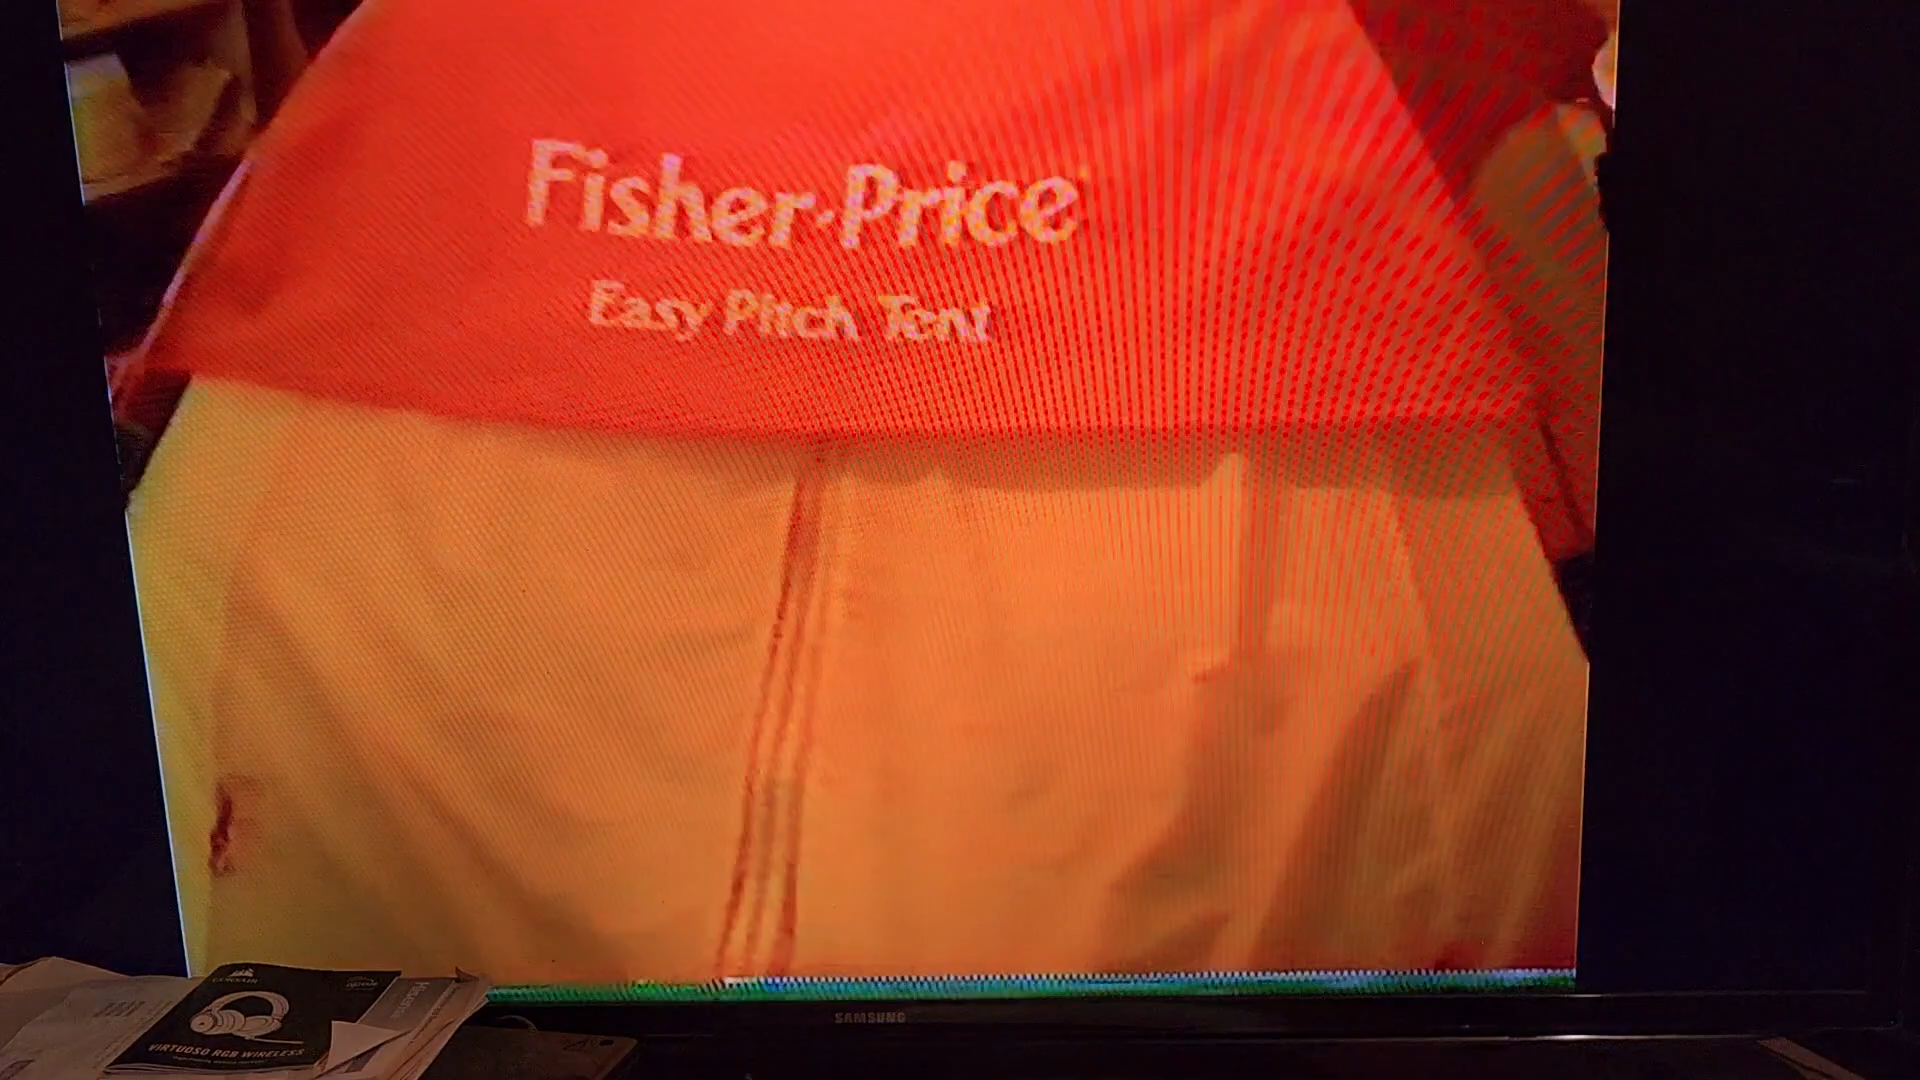 Fisher-Price
Easy Pitch Tent
SAMSUNG
CORSAIR
VIRTUOSO RGB WIRELESS